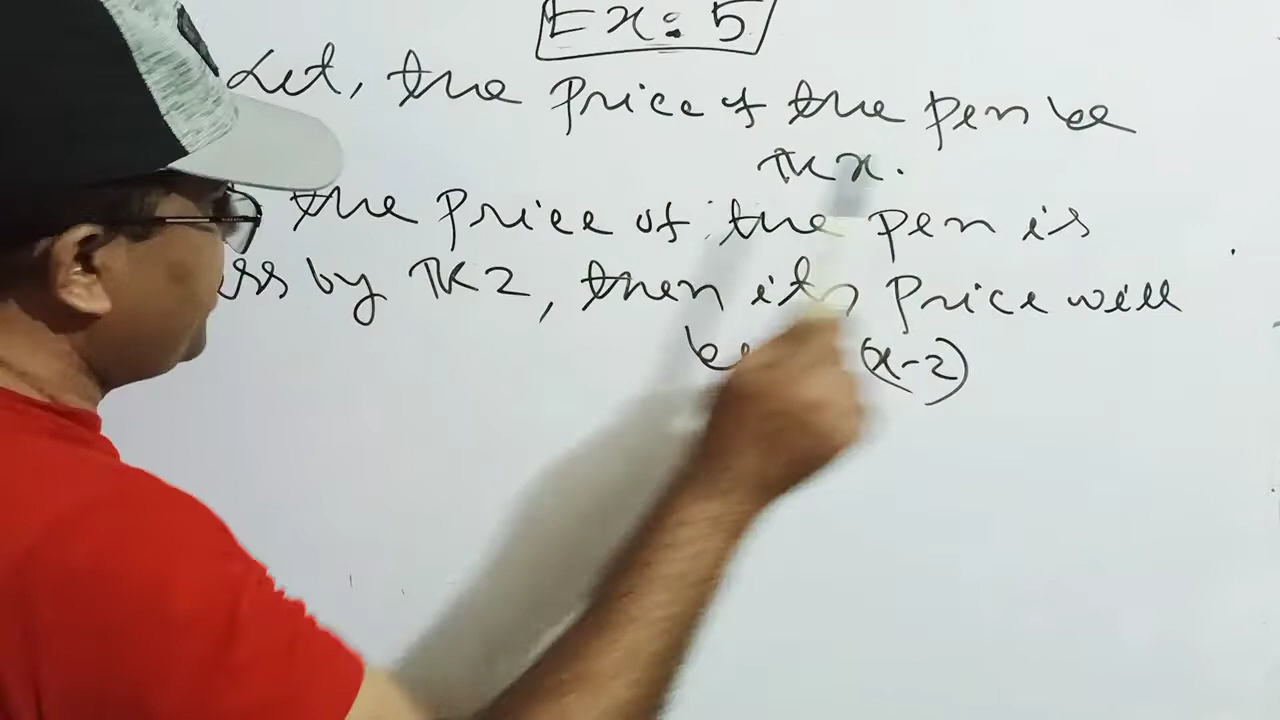 Ex: 5
Let, the Price of the pen be
TK x.
the Price of the pen is
by TK 2, then its Price will
be (x-2)